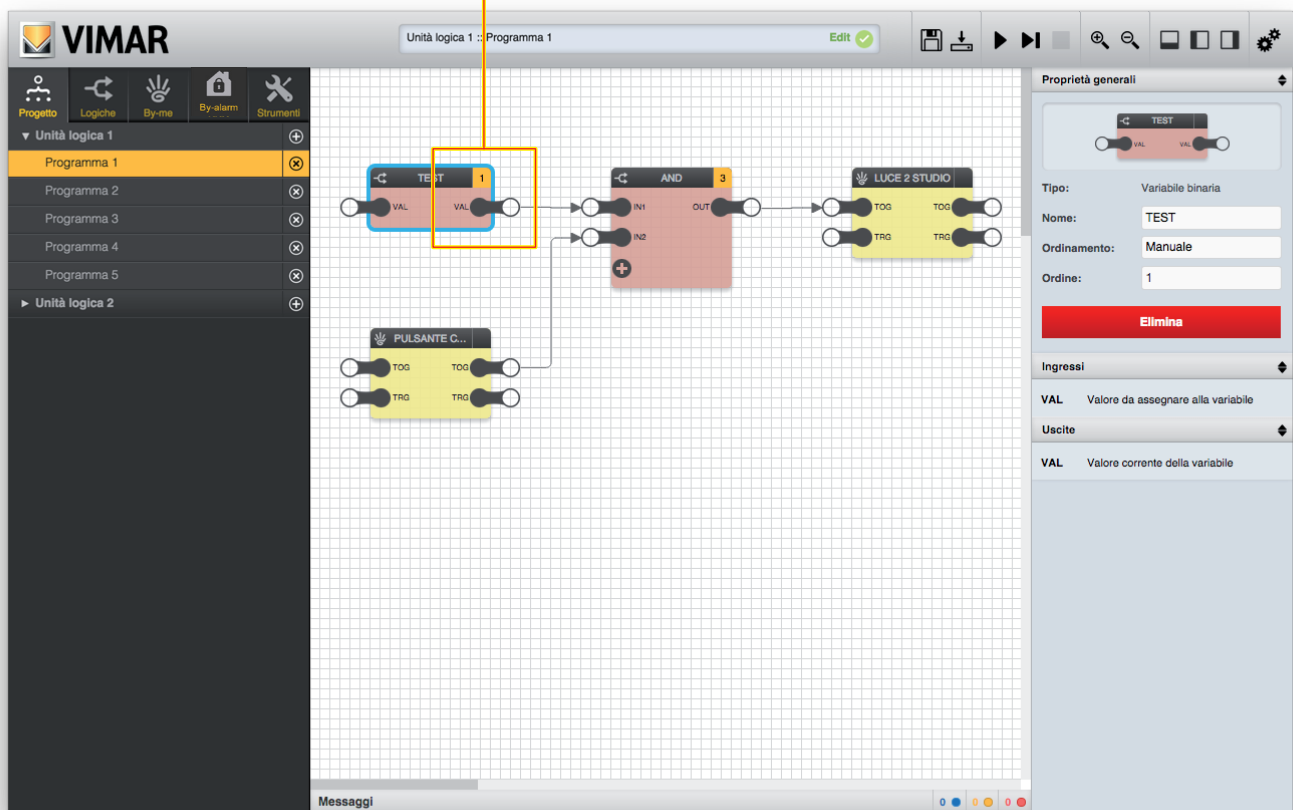 VIMAR
Unità logica 1 :: Programma 1
Edit
Progetto
Logiche
By-me
By-alarm
Strumenti
Unità logica 1
Programma 1
Programma 2
Programma 3
Programma 4
Programma 5
Unità logica 2
TEST 1
VAL VAL
AND 3
IN1 OUT
IN2
LUCE 2 STUDIO
TOG TOG
TRG TRG
PULSANTE C...
TOG TOG
TRG TRG
Messaggi
0 0 0
Proprietà generali
TEST
VAL VAL
Tipo: Variabile binaria
Nome: TEST
Ordinamento: Manuale
Ordine: 1
Elimina
Ingressi
VAL Valore da assegnare alla variabile
Uscite
VAL Valore corrente della variabile